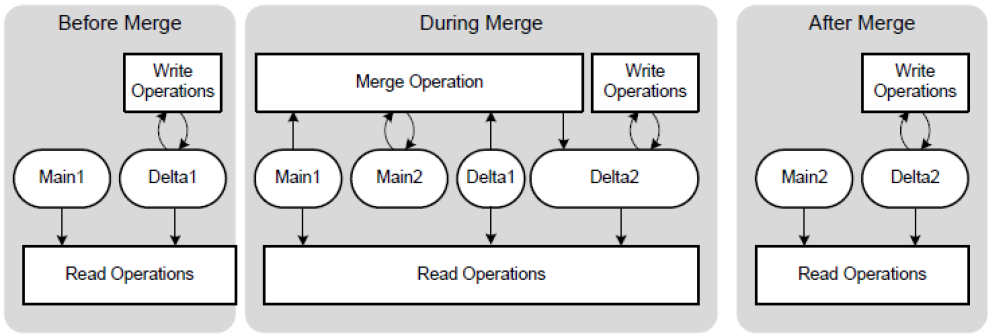 Before Merge
Write
Operations
Main1
Delta1
Read Operations
During Merge
Merge Operation
Write
Operations
Main1
Main2
Delta1
Delta2
Read Operations
After Merge
Write
Operations
Main2
Delta2
Read Operations